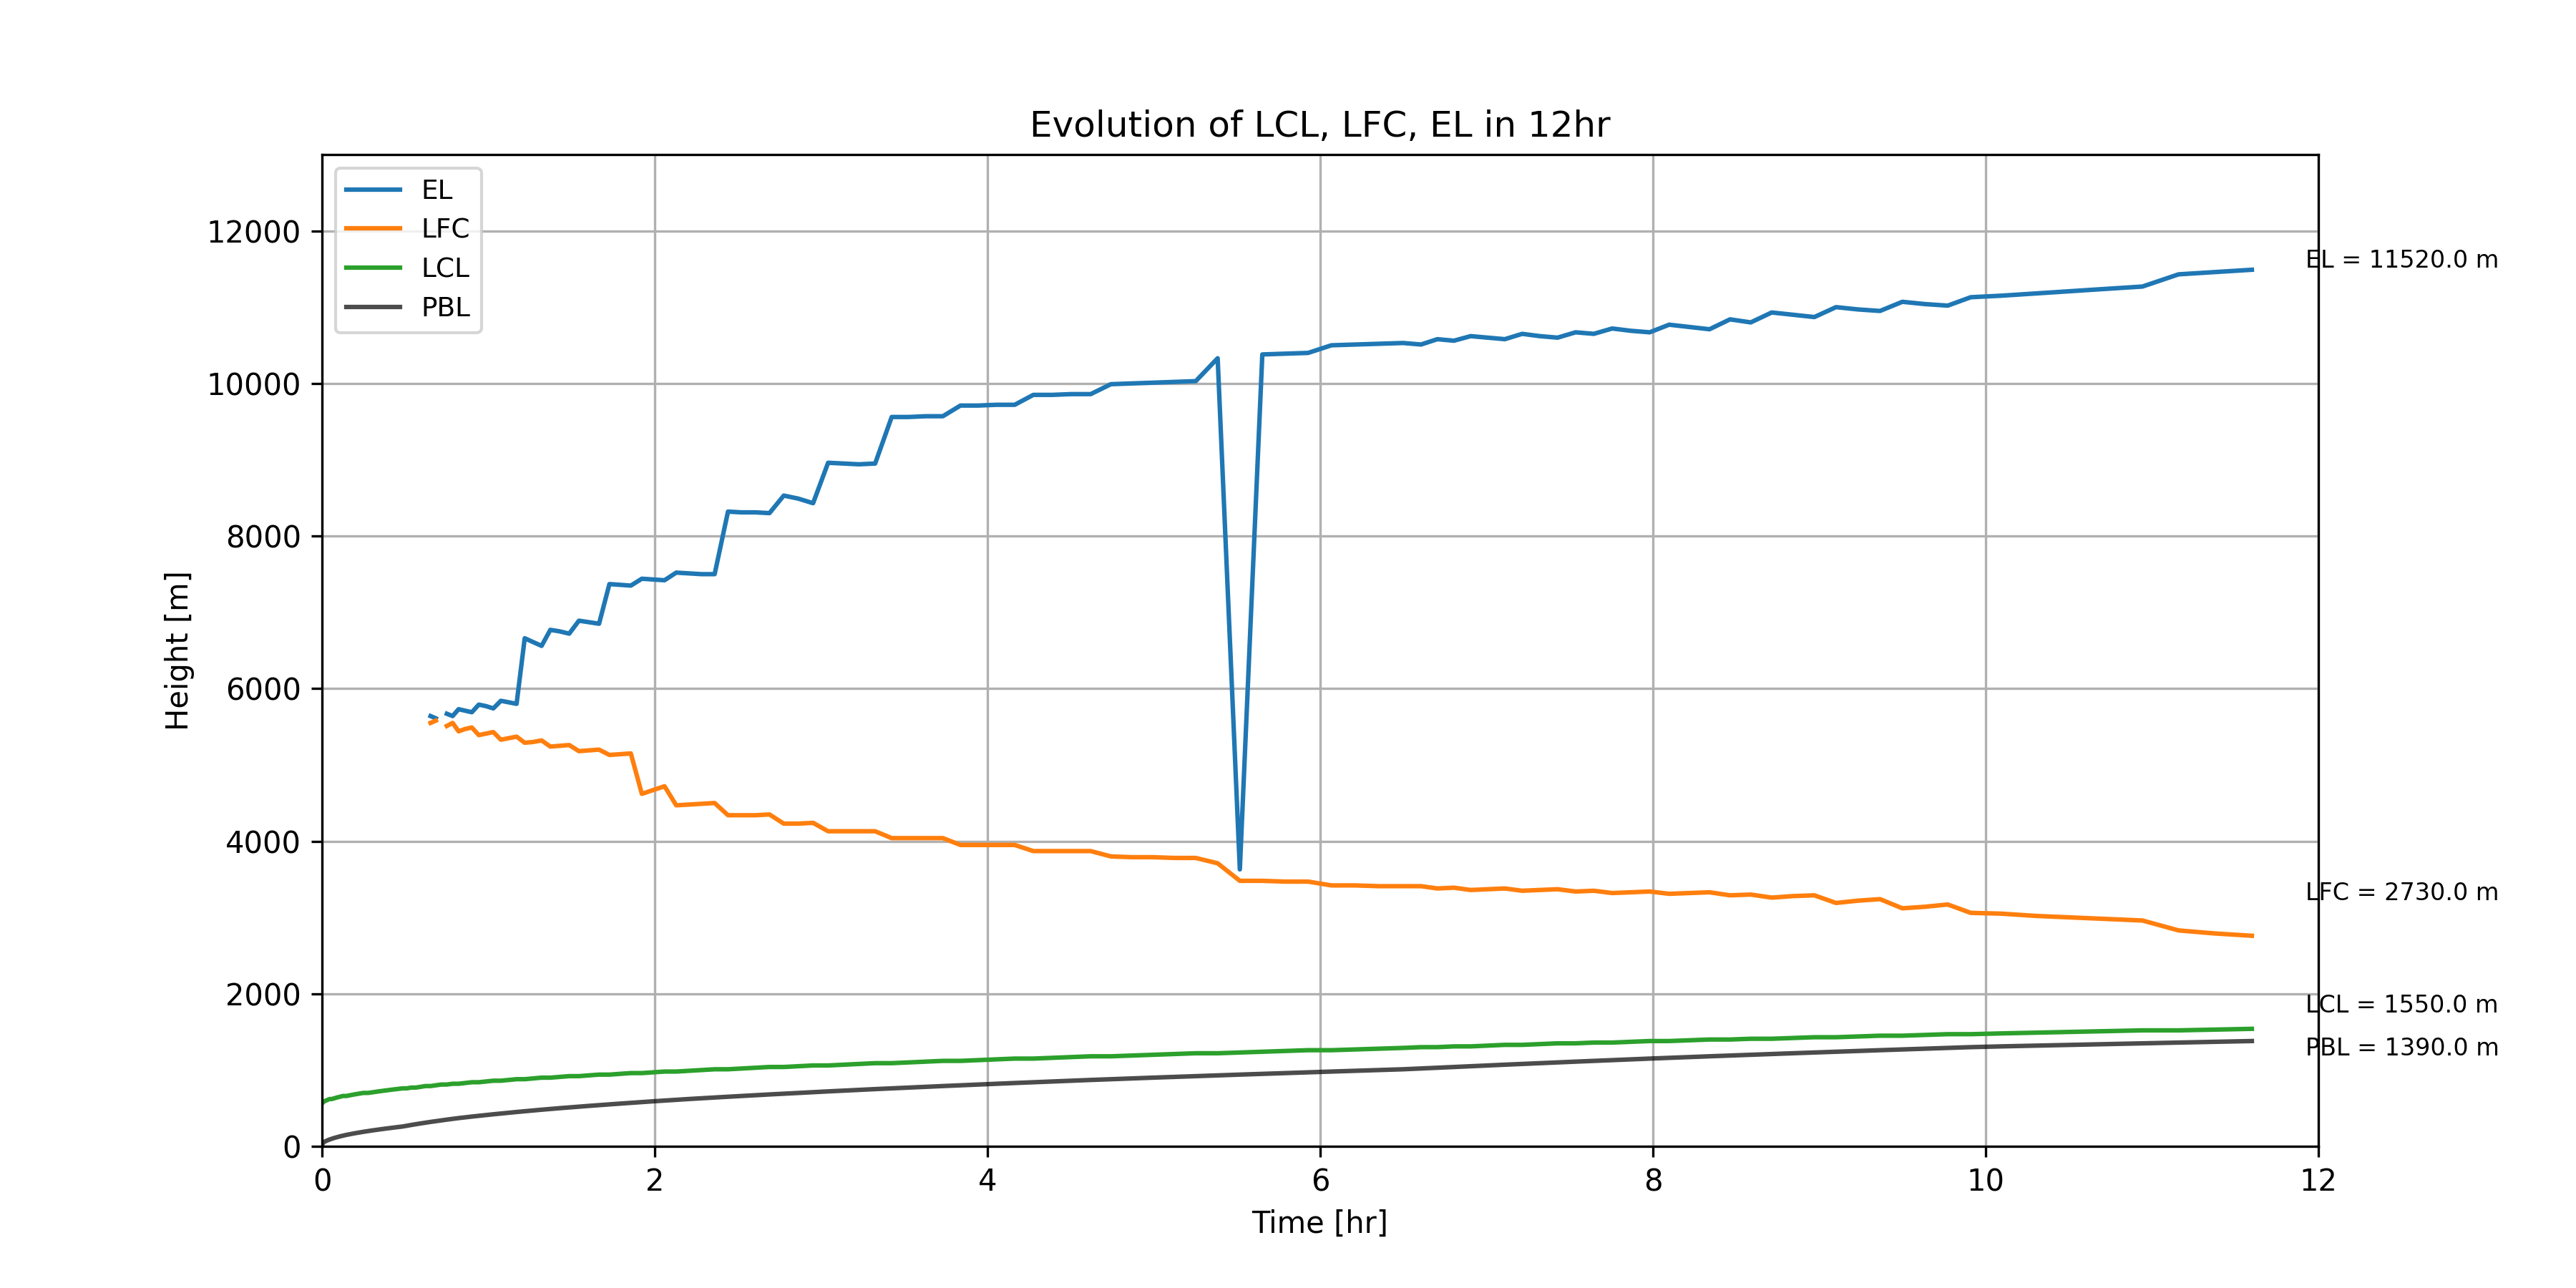 Evolution of LCL, LFC, EL in 12hr
EL
LFC
LCL
PBL
12000
10000
8000
6000
4000
2000
0
Height [m]
EL = 11520.0 m
LFC = 2730.0 m
LCL = 1550.0 m
PBL = 1390.0 m
0 2 4 6 8 10 12
Time [hr]